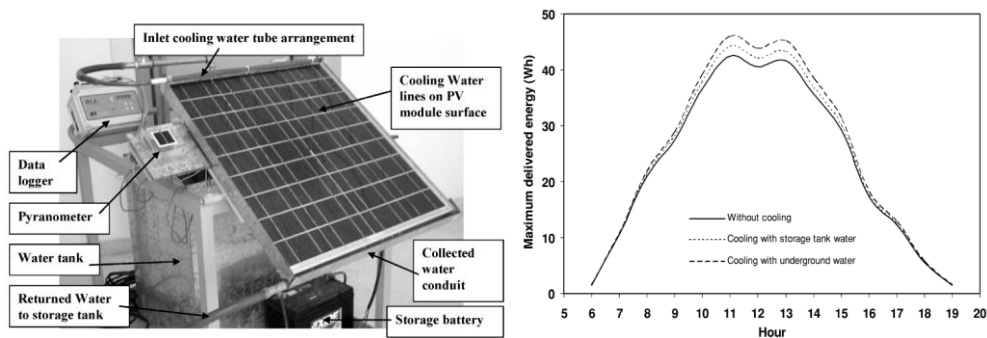 Inlet cooling water tube arrangement
Cooling Water
lines on PV
module surface
Data
logger
Pyranometer
Water tank
Returned Water
to storage tank
Collected
water
conduit
Storage battery
Maximum delivered energy (Wh)
50
40
30
20
10
0
Without cooling
Cooling with storage tank water
Cooling with underground water
5 6 7 8 9 10 11 12 13 14 15 16 17 18 19 20
Hour